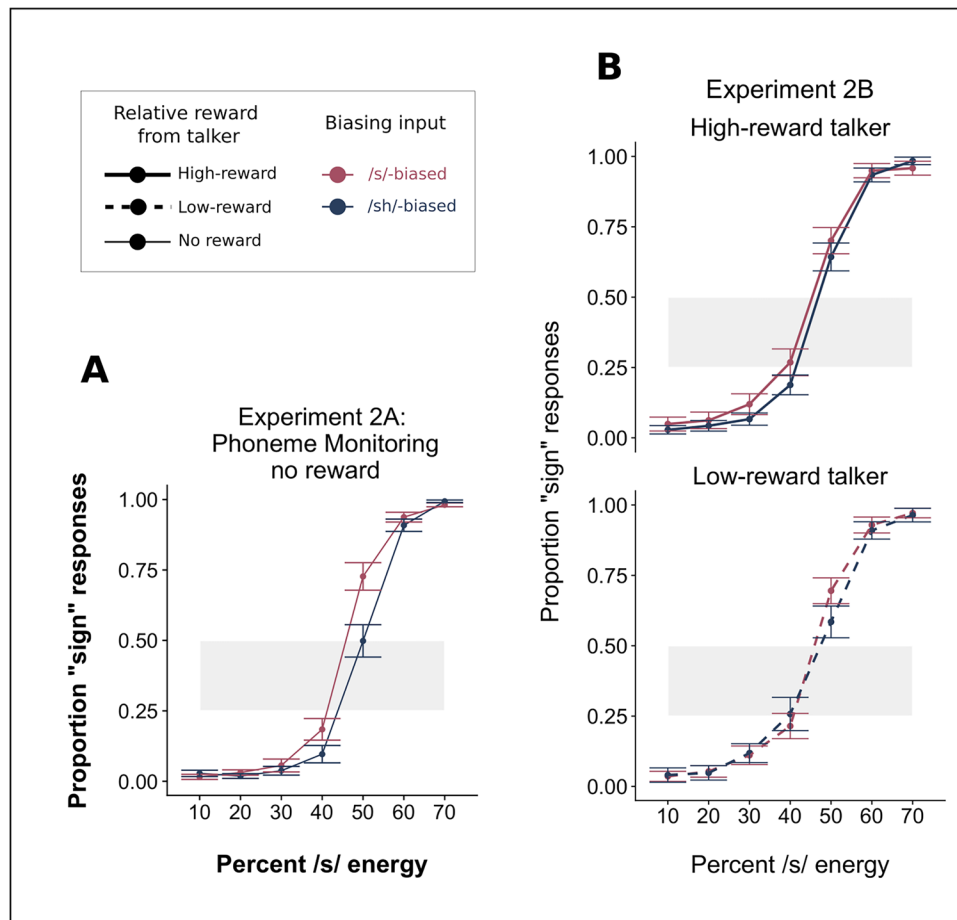 Relative reward
from talker
High-reward
Low-reward
No reward
Biasing input
/s/-biased
/sh/-biased
A
Experiment 2A:
Phoneme Monitoring
no reward
Proportion "sign" responses
1.00
0.75
0.50
0.25
0.00
10 20 30 40 50 60 70
Percent /s/ energy
B
Experiment 2B
High-reward talker
Proportion "sign" responses
1.00
0.75
0.50
0.25
0.00
Low-reward talker
1.00
0.75
0.50
0.25
0.00
10 20 30 40 50 60 70
Percent /s/ energy